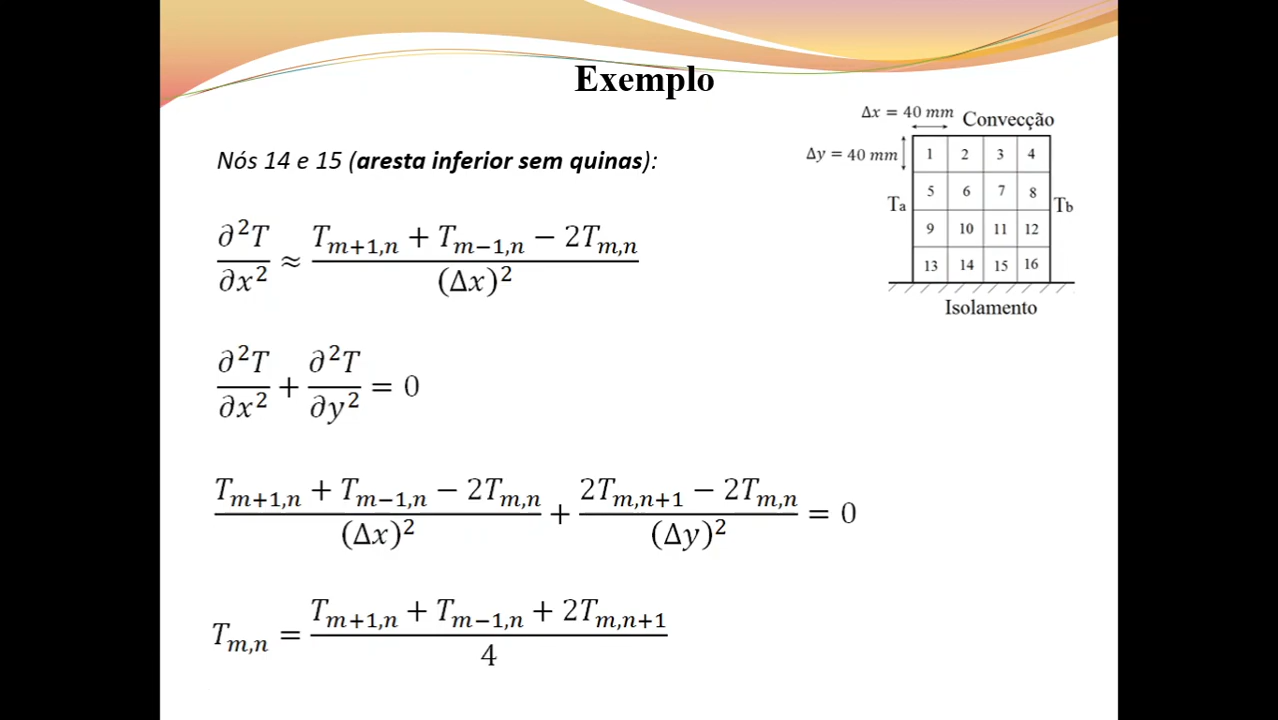 Exemplo
Δx = 40 mm Convecção
Nós 14 e 15 (aresta inferior sem quinas):
Δy = 40 mm
1 2 3 4
5 6 7 8
Ta Tb
9 10 11 12
13 14 15 16
Isolamento
∂²T/∂x² ≈ (T_{m+1,n} + T_{m−1,n} − 2T_{m,n})/(Δx)²
∂²T/∂x² + ∂²T/∂y² = 0
(T_{m+1,n} + T_{m−1,n} − 2T_{m,n})/(Δx)² + (2T_{m,n+1} − 2T_{m,n})/(Δy)² = 0
T_{m,n} = (T_{m+1,n} + T_{m−1,n} + 2T_{m,n+1})/4